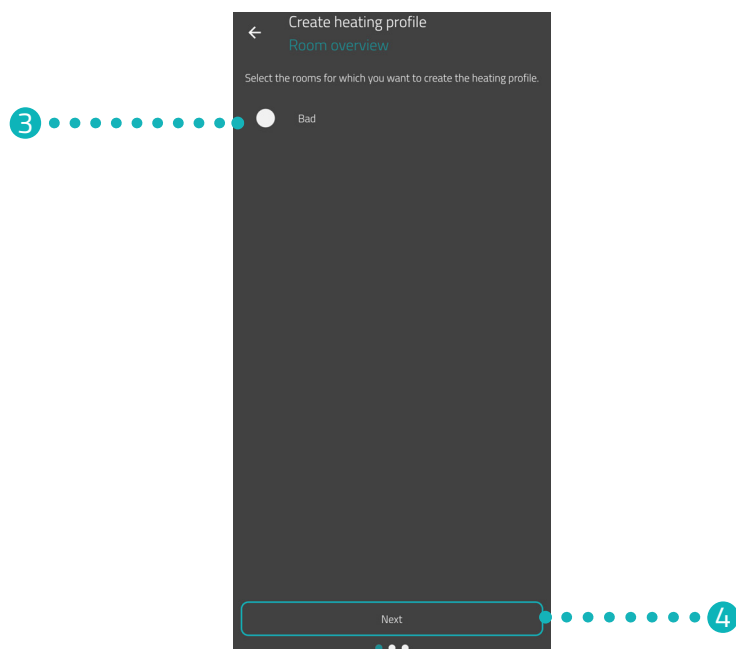 Create heating profile
Room overview
Select the rooms for which you want to create the heating profile.
3
Bad
Next
4